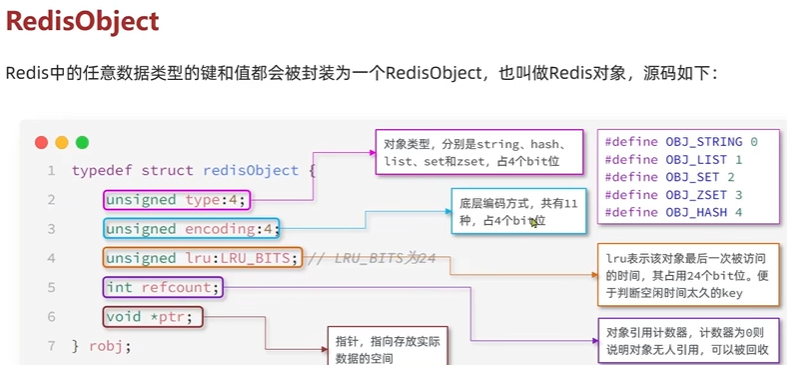 RedisObject
Redis中的任意数据类型的键和值都会被封装为一个RedisObject，也叫做Redis对象，源码如下：
1 typedef struct redisObject {
2 unsigned type:4;
3 unsigned encoding:4;
4 unsigned lru:LRU_BITS; // LRU_BITS为24
5 int refcount;
6 void *ptr;
7 } robj;
对象类型，分别是string、hash、
list、set和zset，占4个bit位
底层编码方式，共有11
种，占4个bit位
#define OBJ_STRING 0
#define OBJ_LIST 1
#define OBJ_SET 2
#define OBJ_ZSET 3
#define OBJ_HASH 4
lru表示该对象最后一次被访问
的时间，其占用24个bit位。便
于判断空闲时间太久的key
对象引用计数器，计数器为0则
说明对象无人引用，可以被回收
指针，指向存放实际
数据的空间